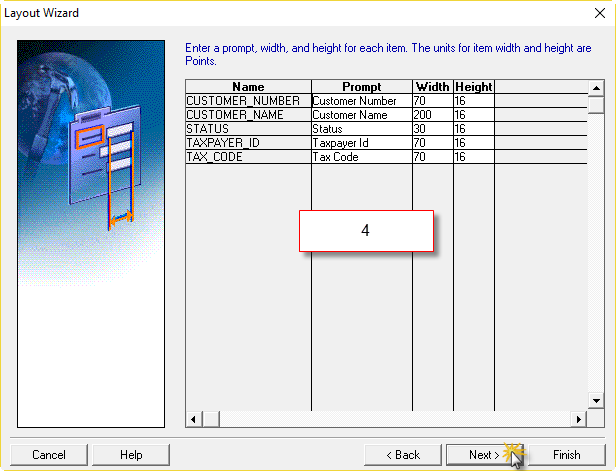 Layout Wizard
Enter a prompt, width, and height for each item. The units for item width and height are
Points.
Name Prompt Width Height
CUSTOMER_NUMBER Customer Number 70 16
CUSTOMER_NAME Customer Name 200 16
STATUS Status 30 16
TAXPAYER_ID Taxpayer Id 70 16
TAX_CODE Tax Code 70 16
4
Cancel Help < Back Next > Finish